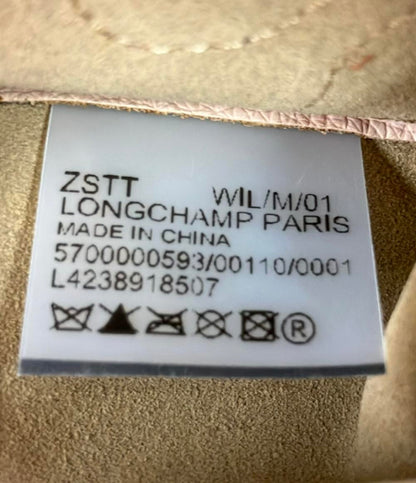 ZSTT WIL/M/01
LONGCHAMP PARIS
MADE IN CHINA
5700000593/00110/0001
L4238918507
®